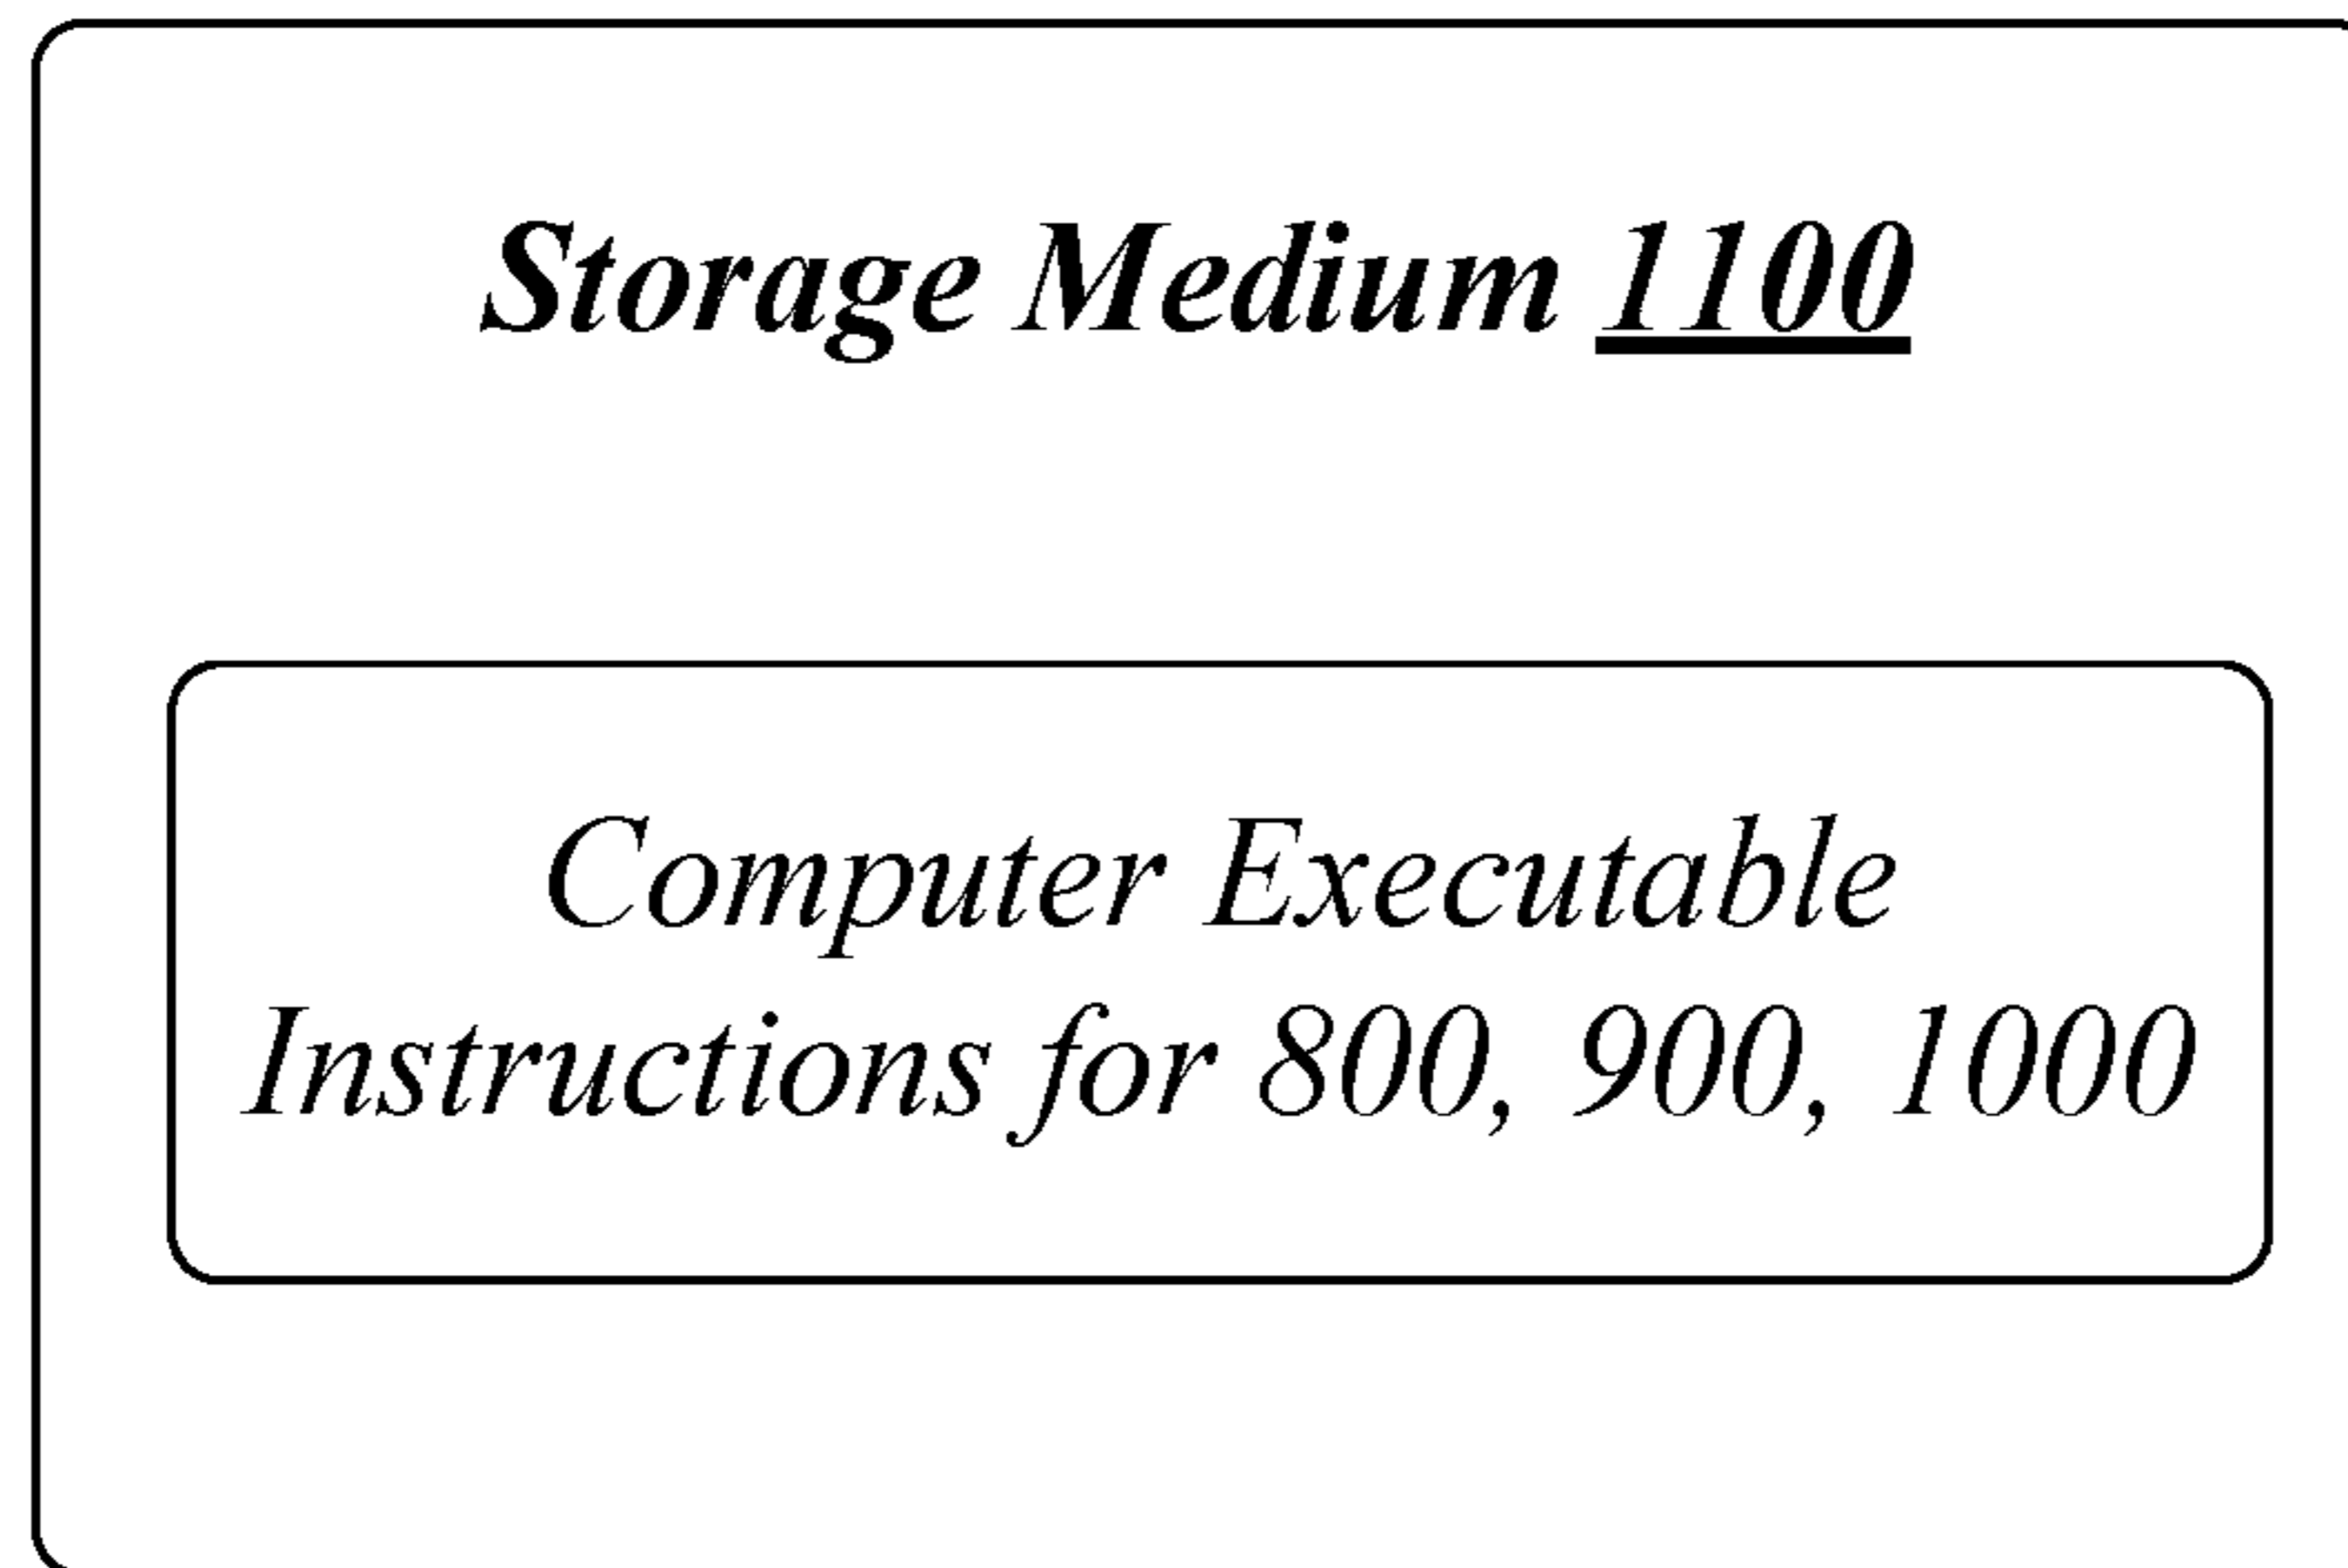 Storage Medium 1100
Computer Executable
Instructions for 800, 900, 1000